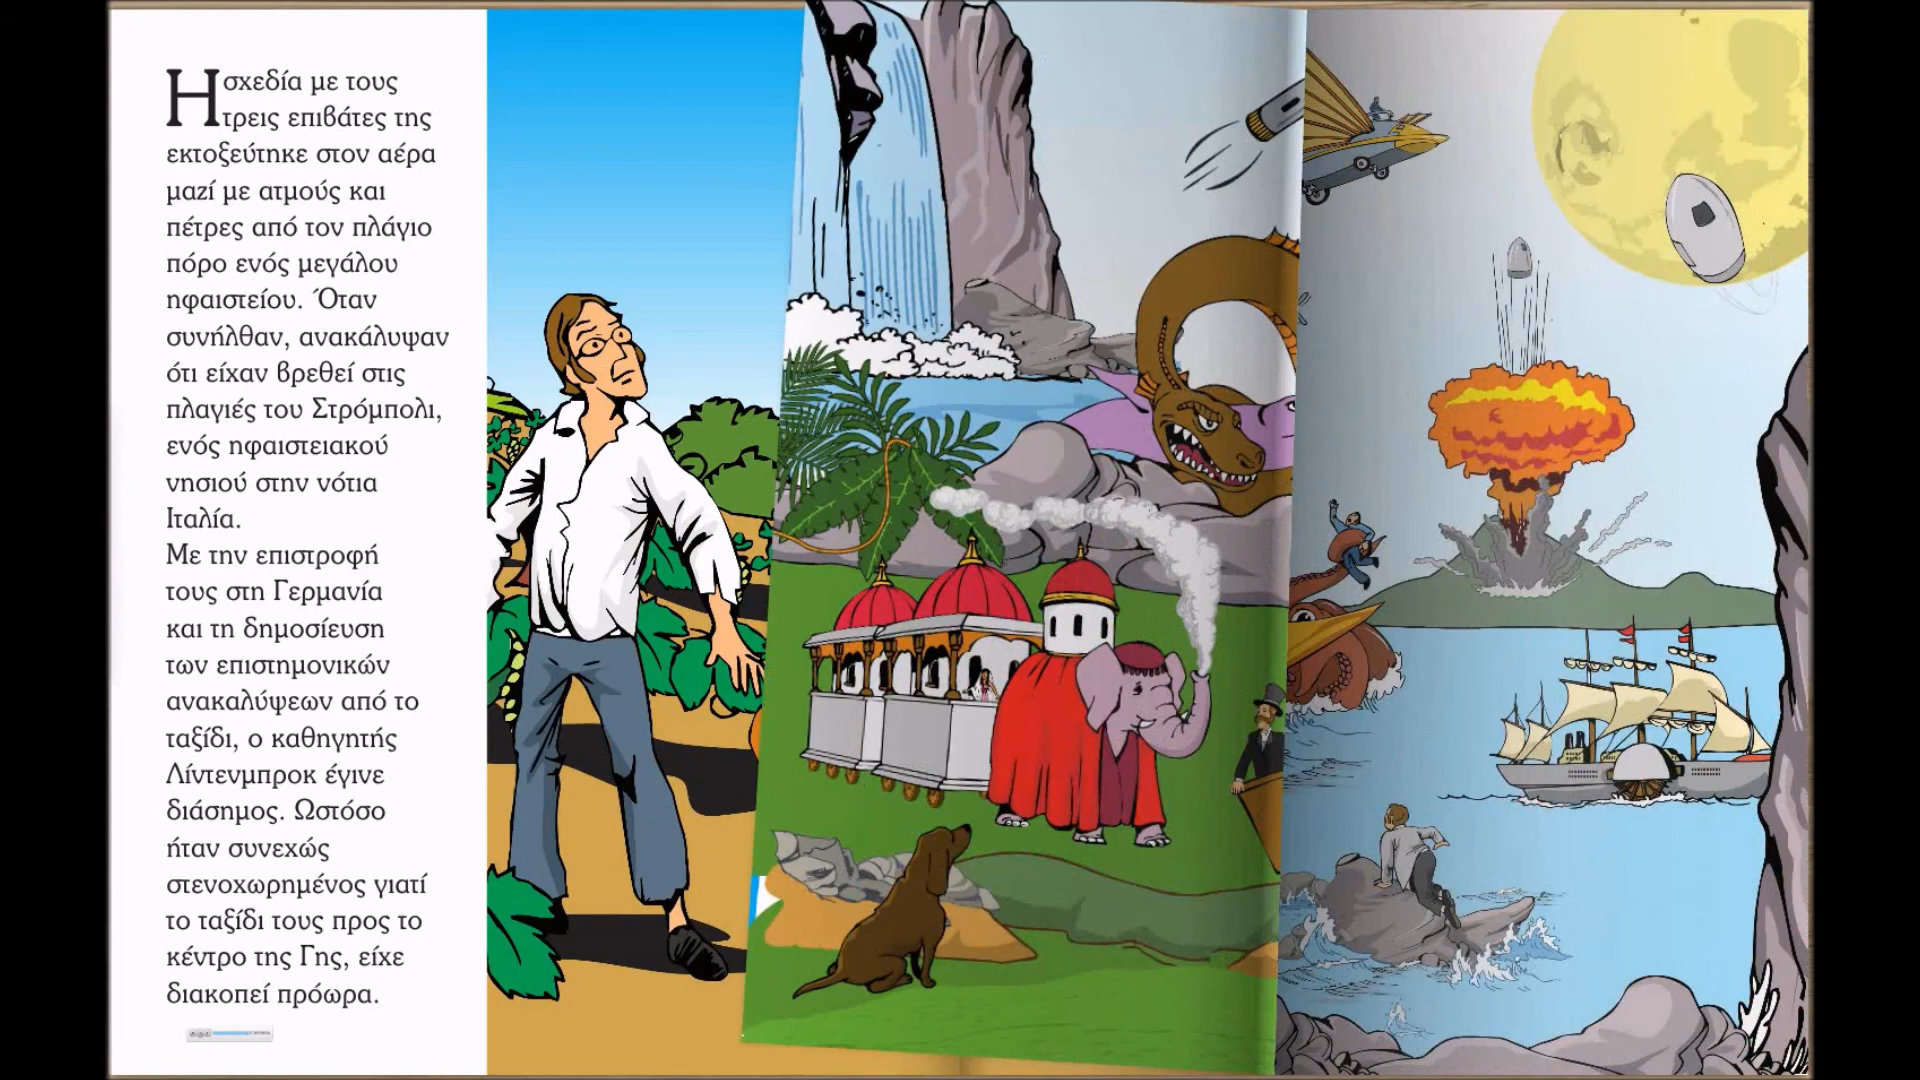 Η σχεδία με τους
τρεις επιβάτες της
εκτοξεύτηκε στον αέρα
μαζί με ατμούς και
πέτρες από τον πλάγιο
πόρο ενός μεγάλου
ηφαιστείου. Όταν
συνήλθαν, ανακάλυψαν
ότι είχαν βρεθεί στις
πλαγιές του Στρόμπολι,
ενός ηφαιστειακού
νησιού στην νότια
Ιταλία.
Με την επιστροφή
τους στη Γερμανία
και τη δημοσίευση
των επιστημονικών
ανακαλύψεων από το
ταξίδι, ο καθηγητής
Λίντενμπροκ έγινε
διάσημος. Ωστόσο
ήταν συνεχώς
στενοχωρημένος γιατί
το ταξίδι τους προς το
κέντρο της Γης, είχε
διακοπεί πρόωρα.